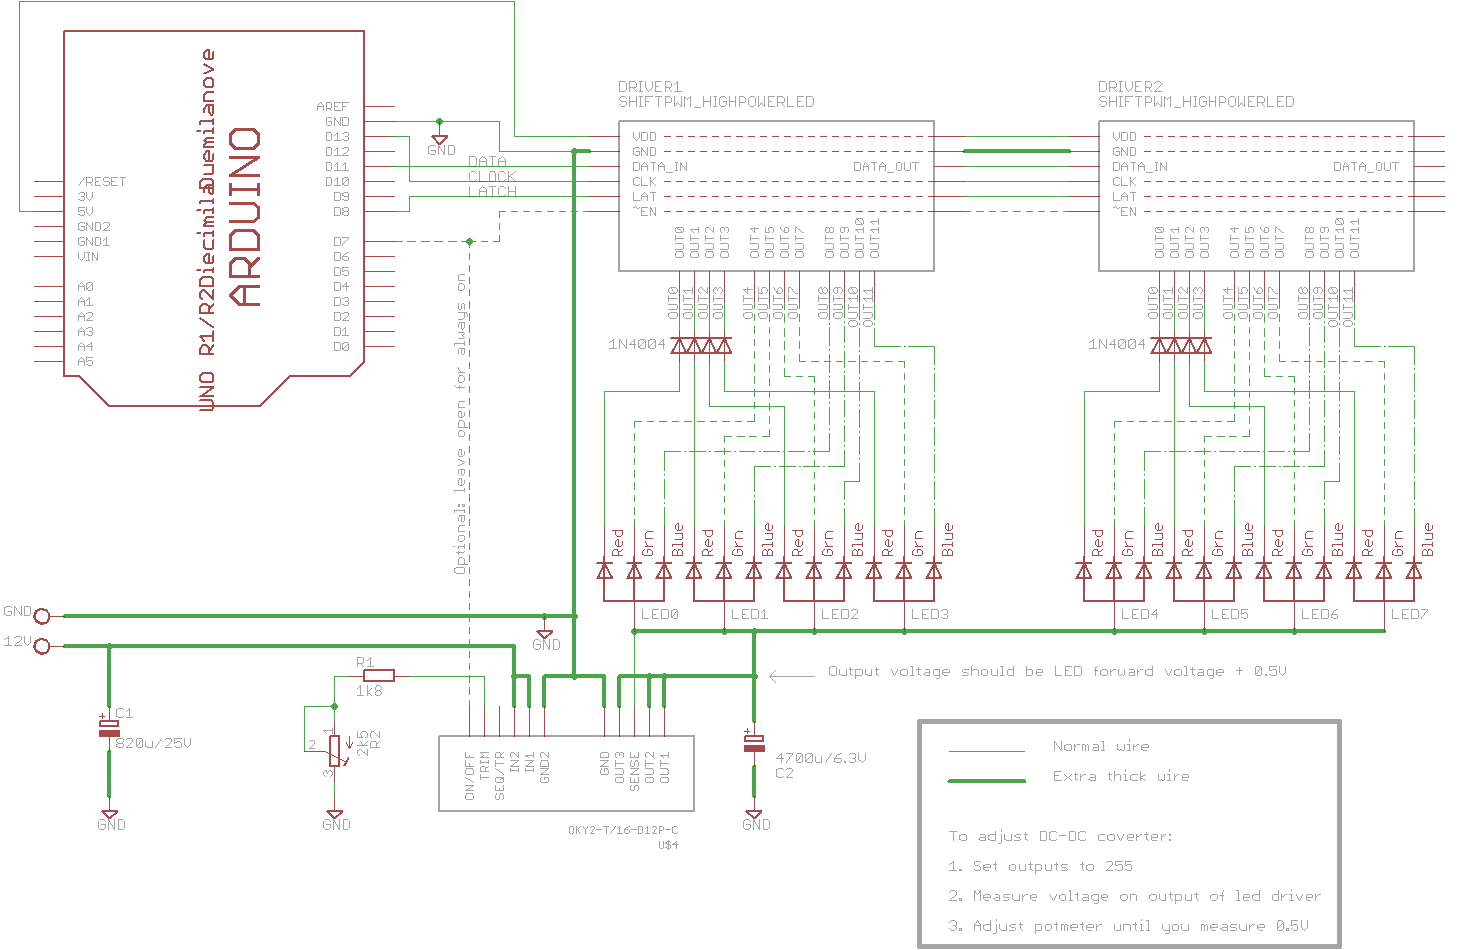 DRIVER1
SHIFTPWM_HIGHPOWERLED
DRIVER2
SHIFTPWM_HIGHPOWERLED
UNO R1/R2DiecimilaDuemilanove
ARDUINO
/RESET
3V
5V
GND2
GND1
VIN
A0
A1
A2
A3
A4
A5
AREF
GND
D13
D12
D11
D10
D9
D8
D7
D6
D5
D4
D3
D2
D1
D0
GND
DATA
CLOCK
LATCH
Optional: leave open for always on
VDD
GND
DATA_IN
CLK
LAT
~EN
DATA_OUT
OUT0
OUT1
OUT2
OUT3
OUT4
OUT5
OUT6
OUT7
OUT8
OUT9
OUT10
OUT11
OUT0
OUT1
OUT2
OUT3
OUT4
OUT5
OUT6
OUT7
OUT8
OUT9
OUT10
OUT11
1N4004
Red
Grn
Blue
Red
Grn
Blue
Red
Grn
Blue
Red
Grn
Blue
LED0
LED1
LED2
LED3
VDD
GND
DATA_IN
CLK
LAT
~EN
DATA_OUT
OUT0
OUT1
OUT2
OUT3
OUT4
OUT5
OUT6
OUT7
OUT8
OUT9
OUT10
OUT11
OUT0
OUT1
OUT2
OUT3
OUT4
OUT5
OUT6
OUT7
OUT8
OUT9
OUT10
OUT11
1N4004
Red
Grn
Blue
Red
Grn
Blue
Red
Grn
Blue
Red
Grn
Blue
LED4
LED5
LED6
LED7
GND
12V
GND
C1
820u/25V
GND
R1
1k8
1
2
3
2k5
R2
GND
ON/OFF
TRIM
SEQ/TR
IN2
IN1
GND2
GND
OUT3
SENSE
OUT2
OUT1
OKY2-T/16-D12P-C
U$4
4700u/6.3V
C2
GND
Output voltage should be LED forward voltage + 0.5V
Normal wire
Extra thick wire
To adjust DC-DC coverter:
1. Set outputs to 255
2. Measure voltage on output of led driver
3. Adjust potmeter until you measure 0.5V